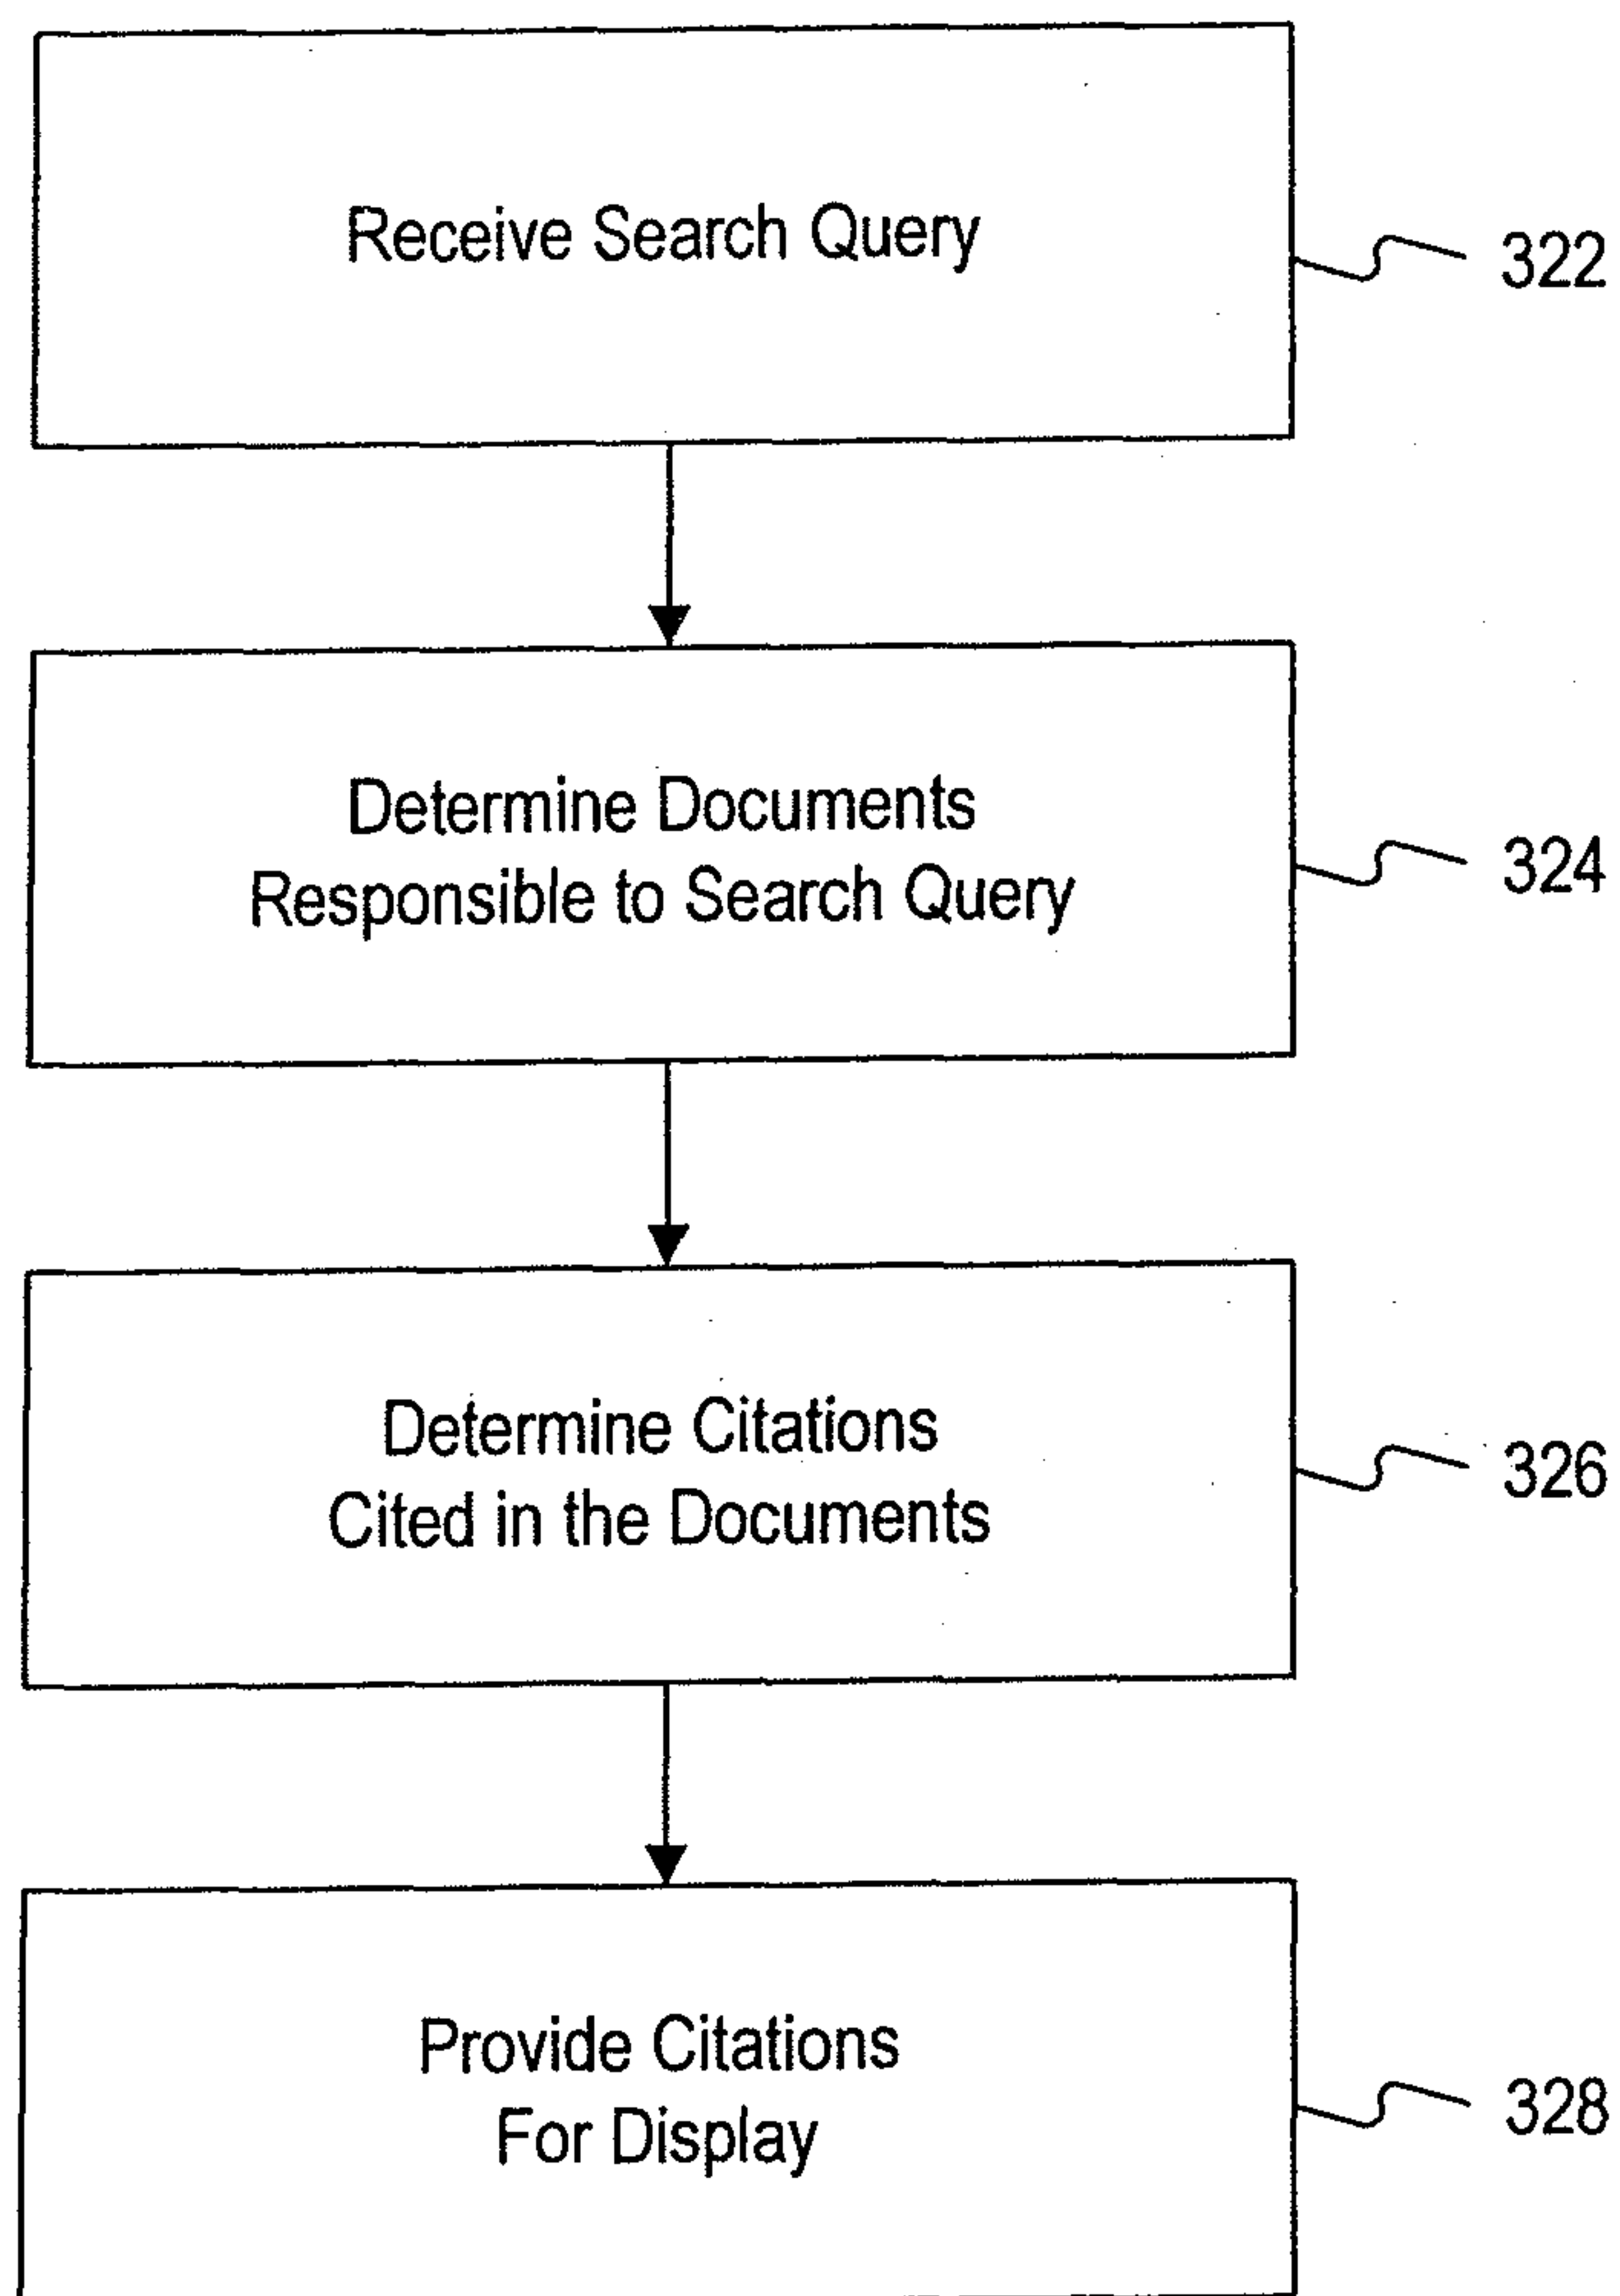 Receive Search Query
322
Determine Documents
Responsible to Search Query
324
Determine Citations
Cited in the Documents
326
Provide Citations
For Display
328